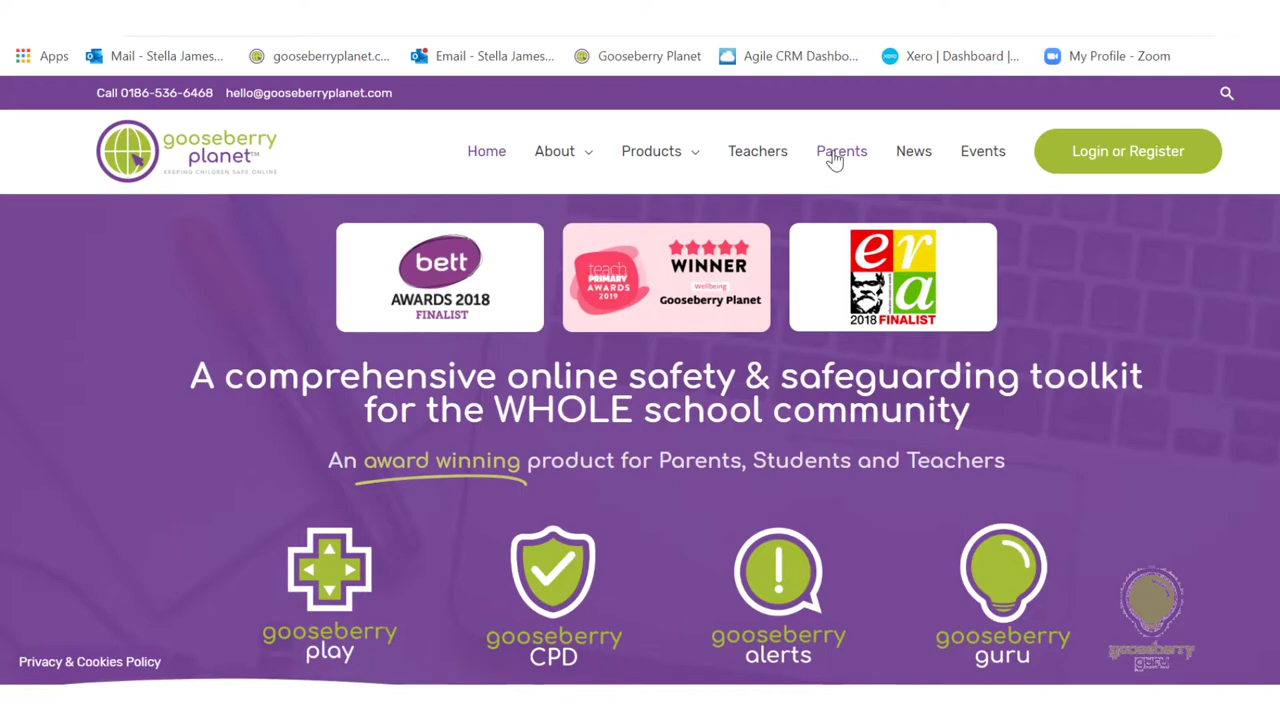 Apps Mail - Stella James... gooseberryplanet.c... Email - Stella James... Gooseberry Planet Agile CRM Dashbo... Xero | Dashboard |... My Profile - Zoom
Call 0186-536-6468 hello@gooseberryplanet.com
gooseberry
planet™
KEEPING CHILDREN SAFE ONLINE
Home About Products Teachers Parents News Events Login or Register
bett
AWARDS 2018
FINALIST
teach
PRIMARY
AWARDS
2019
WINNER
Wellbeing
Gooseberry Planet
era
2018 FINALIST
A comprehensive online safety & safeguarding toolkit
for the WHOLE school community
An award winning product for Parents, Students and Teachers
gooseberry
play
gooseberry
CPD
gooseberry
alerts
gooseberry
guru
gooseberry
guru
Privacy & Cookies Policy